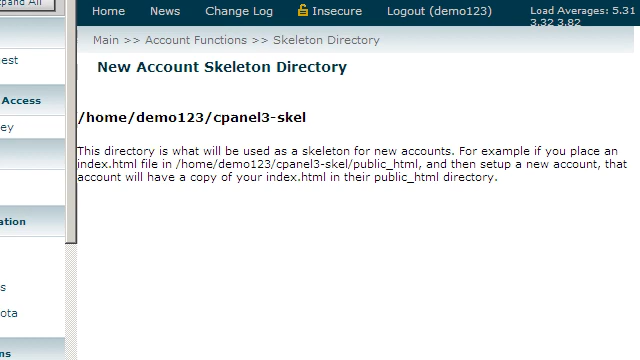 xpand All
Home News Change Log Insecure Logout (demo123) Load Averages: 5.31
3.32 3.82
Main >> Account Functions >> Skeleton Directory
est
New Account Skeleton Directory
Access
/home/demo123/cpanel3-skel
ey
This directory is what will be used as a skeleton for new accounts. For example if you place an
index.html file in /home/demo123/cpanel3-skel/public_html, and then setup a new account, that
account will have a copy of your index.html in their public_html directory.
ation
s
ota
ns